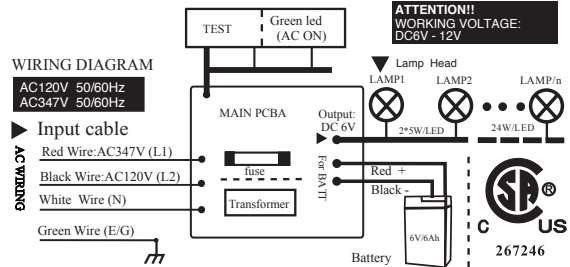 TEST
Green led
(AC ON)
ATTENTION!!
WORKING VOLTAGE:
DC6V - 12V
WIRING DIAGRAM
AC120V 50/60Hz
AC347V 50/60Hz
Input cable
AC WIRING
Red Wire:AC347V (L1)
Black Wire:AC120V (L2)
White Wire (N)
Green Wire (E/G)
MAIN PCBA
fuse
Transformer
Output:
DC 6V
For BATT
Lamp Head
LAMP1
LAMP2
LAMP/n
2*5W/LED
24W/LED
Red +
Black -
6V/6Ah
Battery
SA
®
C
US
267246